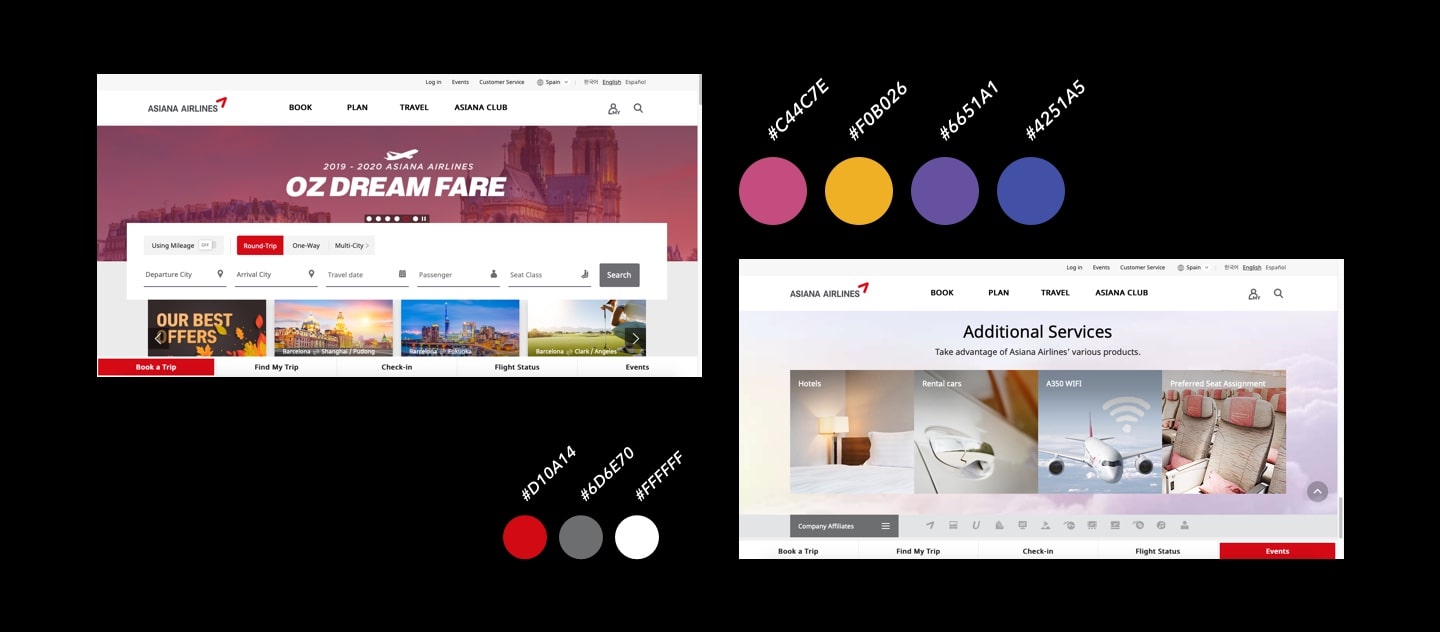 Log in Events Customer Service Spain 한국어 English Español
ASIANA AIRLINES BOOK PLAN TRAVEL ASIANA CLUB MY
2019 - 2020 ASIANA AIRLINES
OZ DREAM FARE
Using Mileage OFF Round-Trip One-Way Multi-City
Departure City Arrival City Travel date Passenger Seat Class Search
OUR BEST
OFFERS
Barcelona Shanghai / Pudong Barcelona Fukuoka Barcelona Clark / Angeles
Book a Trip Find My Trip Check-in Flight Status Events
#C44C7E #F0B026 #6651A1 #4251A5
Log in Events Customer Service Spain 한국어 English Español
ASIANA AIRLINES BOOK PLAN TRAVEL ASIANA CLUB MY
Additional Services
Take advantage of Asiana Airlines' various products.
Hotels Rental cars A350 WIFI Preferred Seat Assignment
Company Affiliates
Book a Trip Find My Trip Check-in Flight Status Events
#D10A14 #6D6E70 #FFFFFF